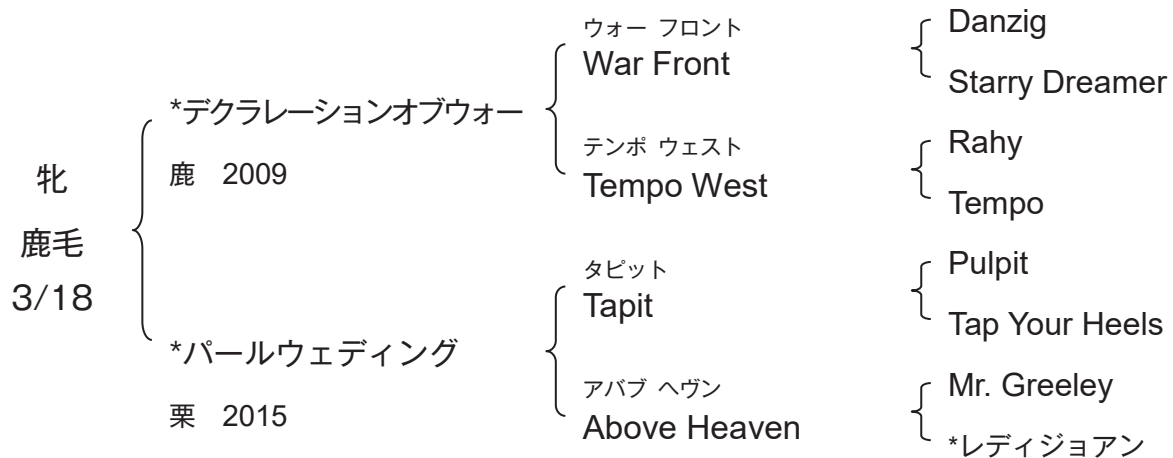 牝
鹿毛
3/18
*デクラレーションオブウォー
鹿 2009
*パールウェディング
栗 2015
ウォー フロント
War Front
テンポ ウェスト
Tempo West
タピット
Tapit
アバブ ヘヴン
Above Heaven
Danzig
Starry Dreamer
Rahy
Tempo
Pulpit
Tap Your Heels
Mr. Greeley
*レディジョアン